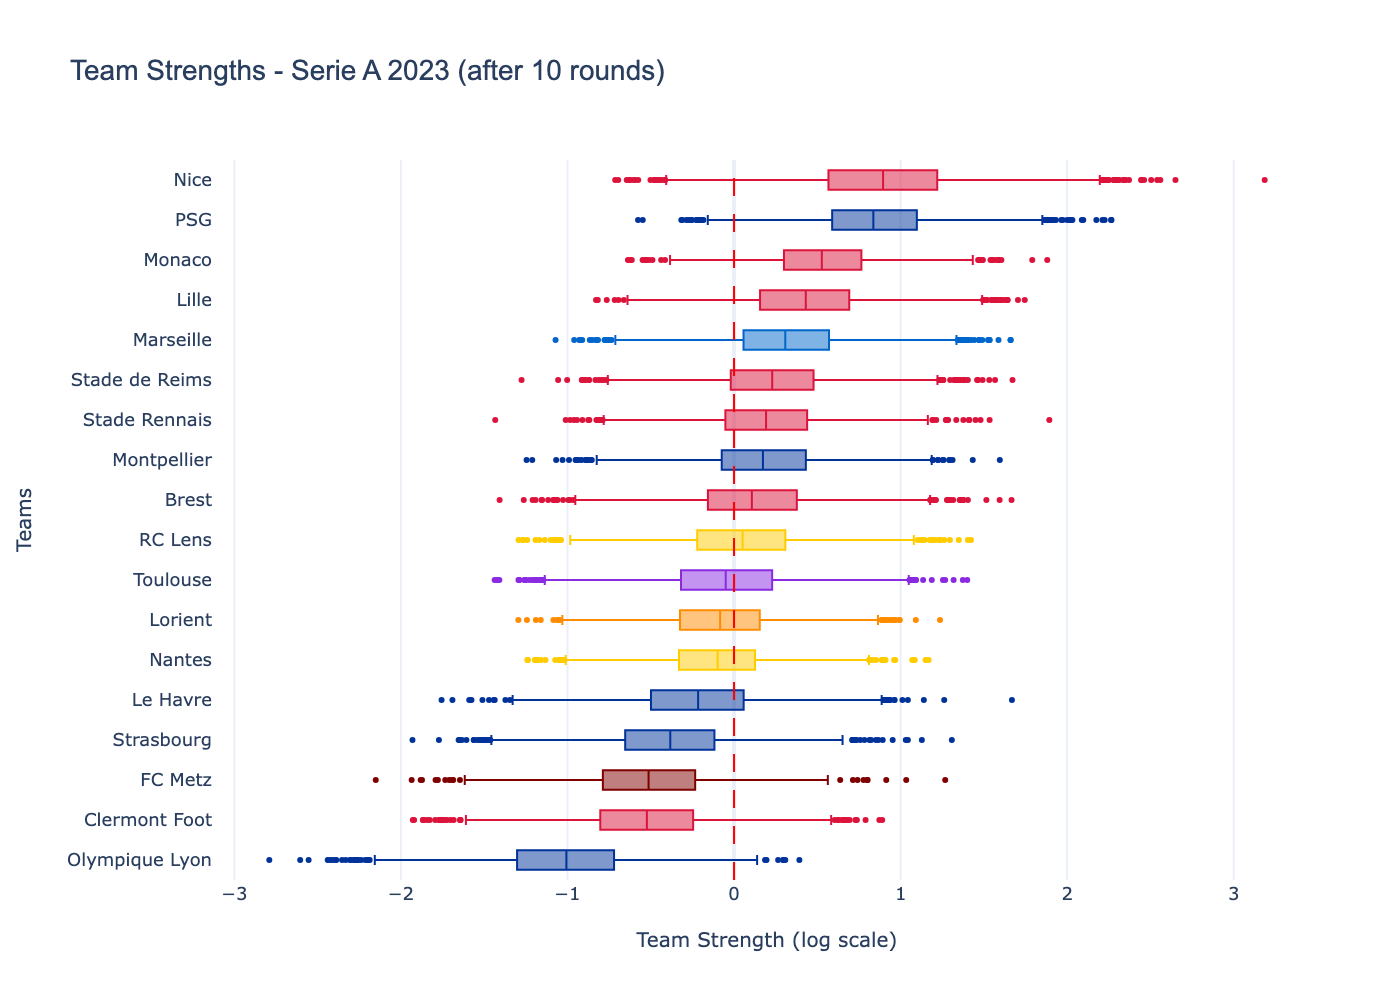 Team Strengths - Serie A 2023 (after 10 rounds)
Teams
Nice
PSG
Monaco
Lille
Marseille
Stade de Reims
Stade Rennais
Montpellier
Brest
RC Lens
Toulouse
Lorient
Nantes
Le Havre
Strasbourg
FC Metz
Clermont Foot
Olympique Lyon
−3 −2 −1 0 1 2 3
Team Strength (log scale)